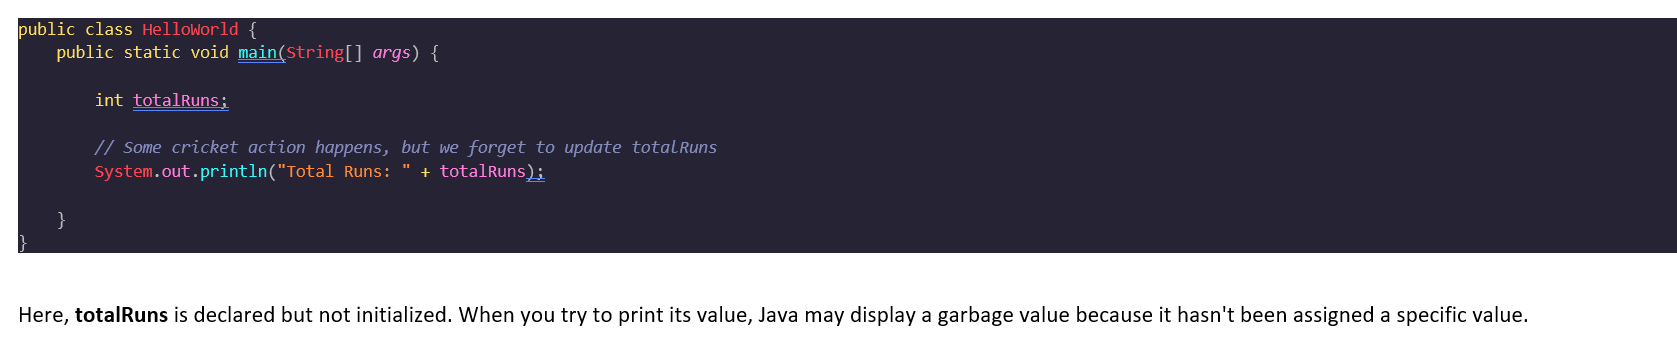 public class HelloWorld {
    public static void main(String[] args) {
        int totalRuns;
        // Some cricket action happens, but we forget to update totalRuns
        System.out.println("Total Runs: " + totalRuns);
    }
}
Here, totalRuns is declared but not initialized. When you try to print its value, Java may display a garbage value because it hasn't been assigned a specific value.